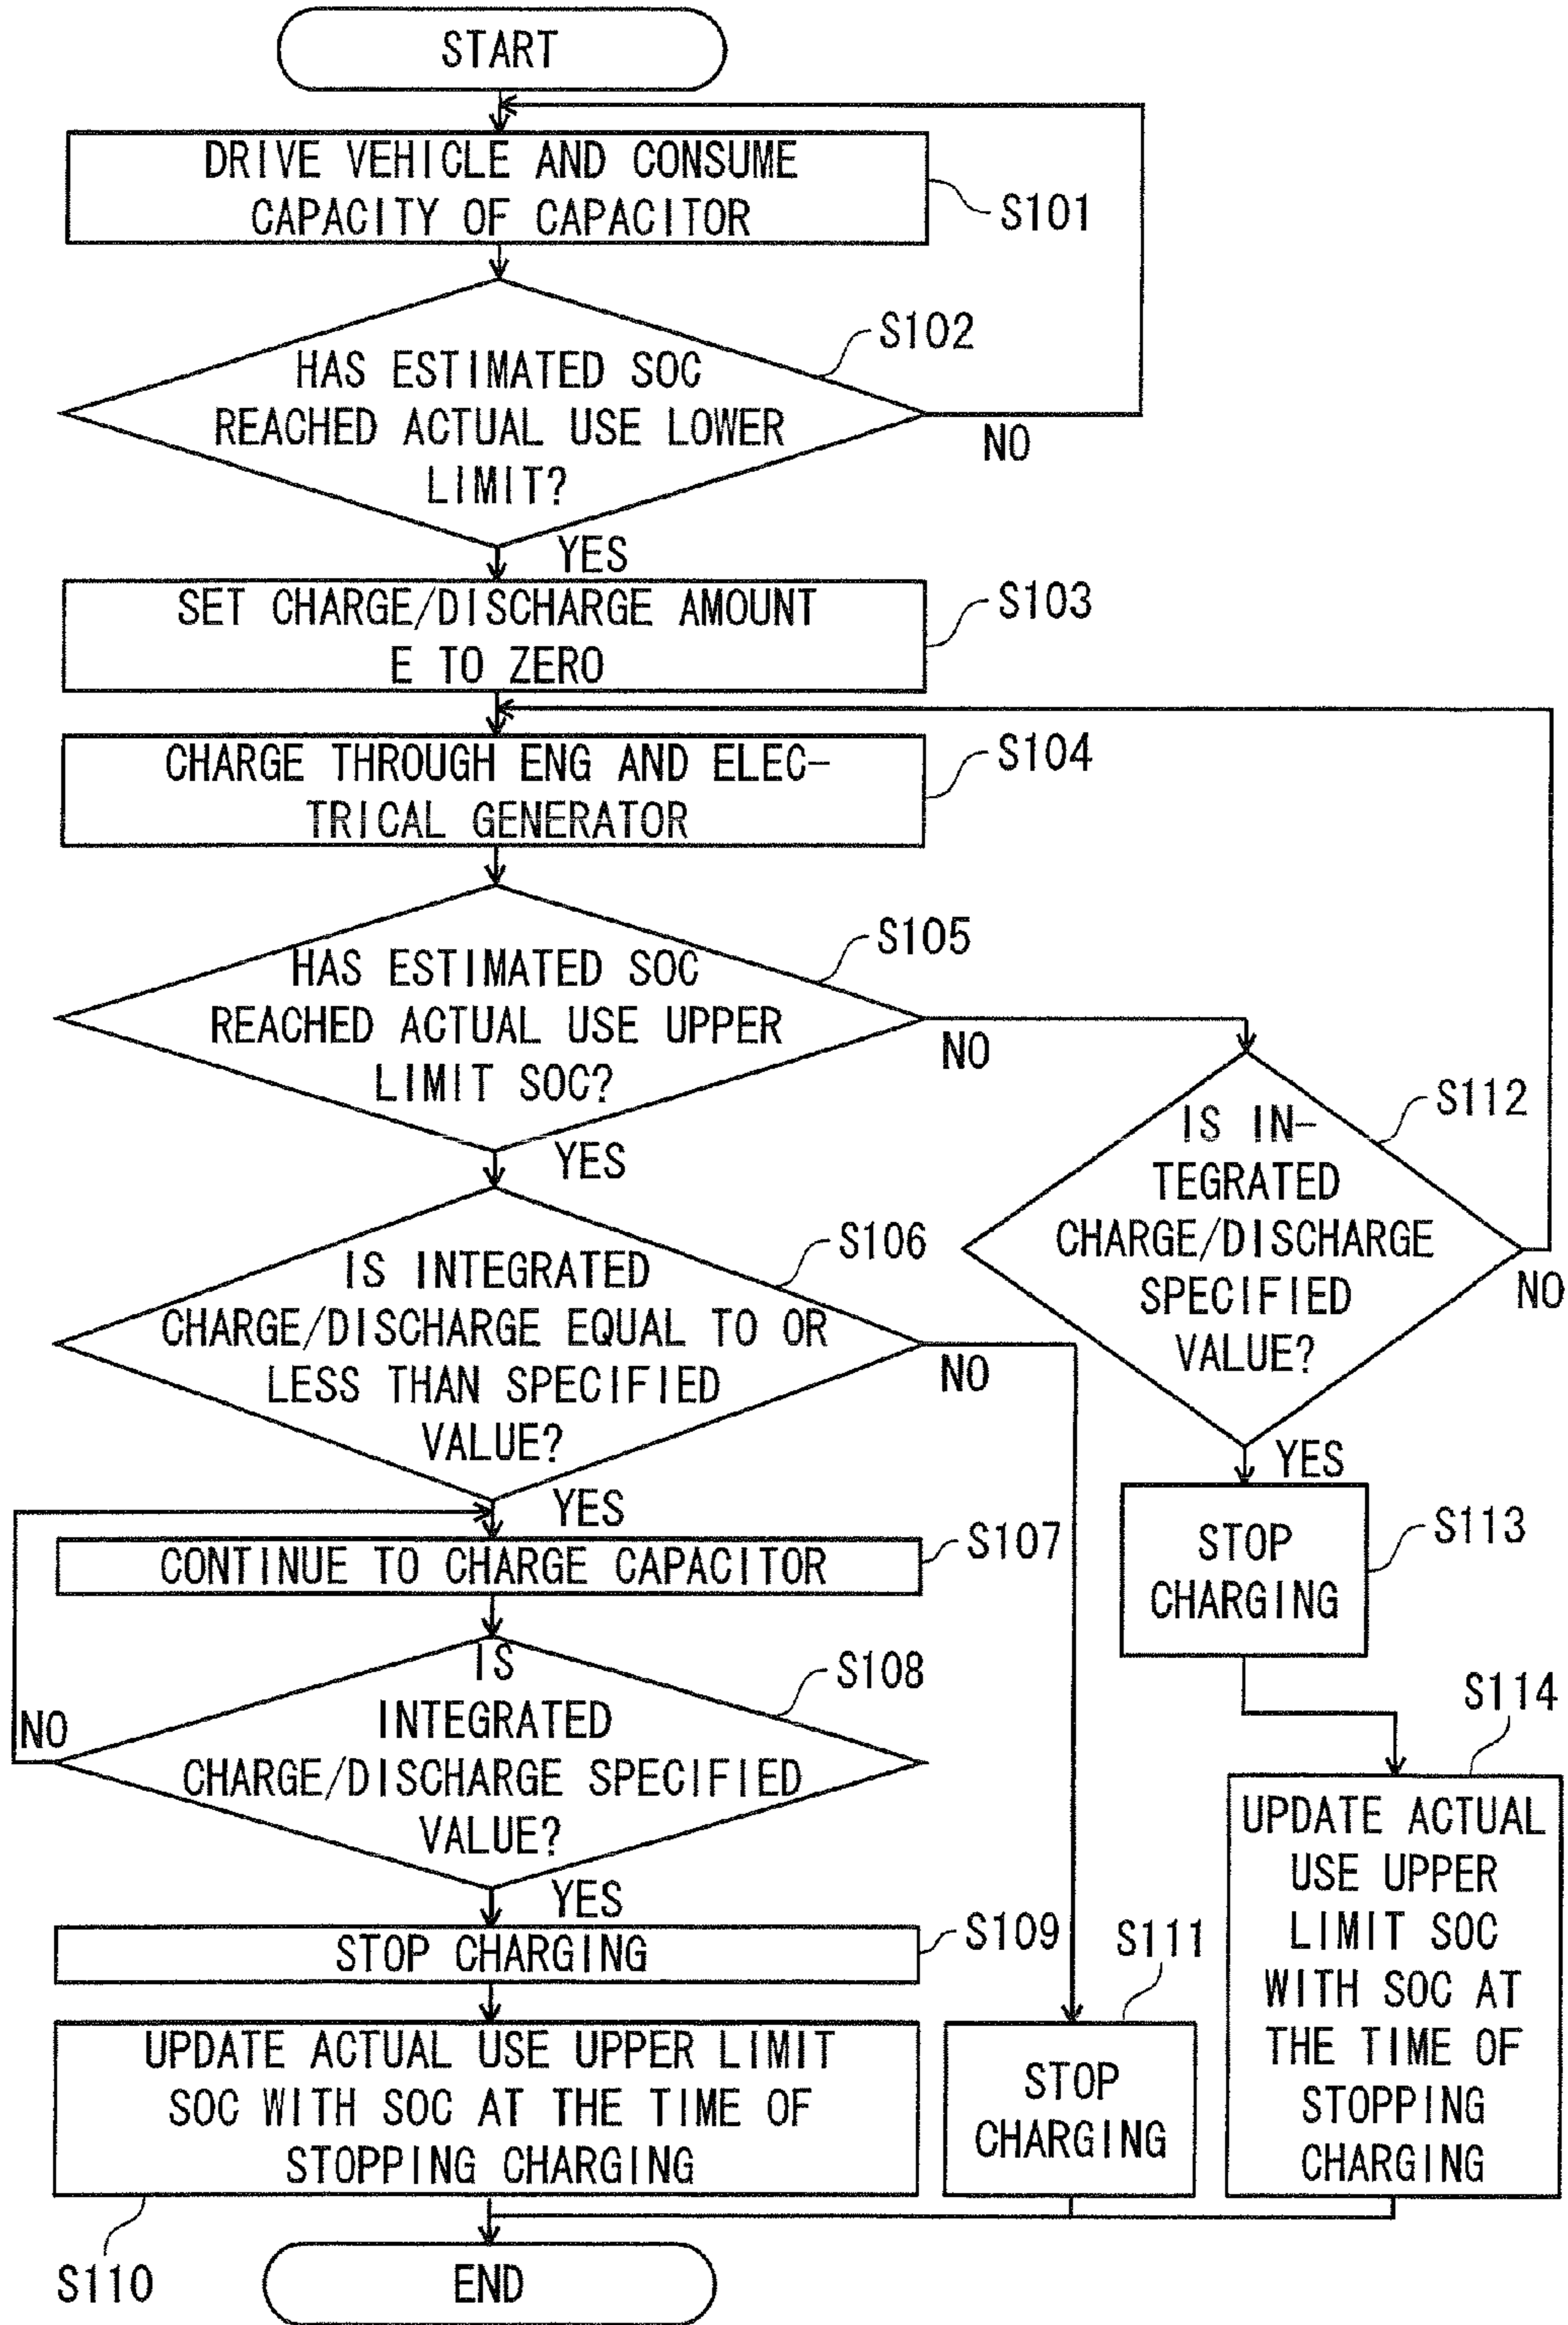 START
DRIVE VEHICLE AND CONSUME
CAPACITY OF CAPACITOR
S101
HAS ESTIMATED SOC
REACHED ACTUAL USE LOWER
LIMIT?
S102
NO
YES
SET CHARGE/DISCHARGE AMOUNT
E TO ZERO
S103
CHARGE THROUGH ENG AND ELEC-
TRICAL GENERATOR
S104
HAS ESTIMATED SOC
REACHED ACTUAL USE UPPER
LIMIT SOC?
S105
NO
YES
IS INTEGRATED
CHARGE/DISCHARGE EQUAL TO OR
LESS THAN SPECIFIED
VALUE?
S106
NO
YES
CONTINUE TO CHARGE CAPACITOR
S107
IS
INTEGRATED
CHARGE/DISCHARGE SPECIFIED
VALUE?
S108
NO
YES
STOP CHARGING
S109
UPDATE ACTUAL USE UPPER LIMIT
SOC WITH SOC AT THE TIME OF
STOPPING CHARGING
S110
STOP
CHARGING
S111
IS IN-
TEGRATED
CHARGE/DISCHARGE
SPECIFIED
VALUE?
S112
NO
YES
STOP
CHARGING
S113
UPDATE ACTUAL
USE UPPER
LIMIT SOC
WITH SOC AT
THE TIME OF
STOPPING
CHARGING
S114
END